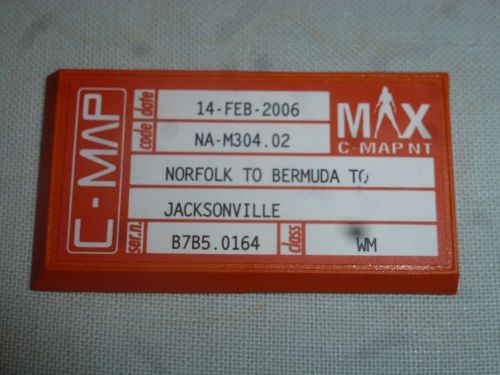 C-MAP
date 14-FEB-2006
code NA-M304.02
MAX
C-MAP NT
NORFOLK TO BERMUDA TO
JACKSONVILLE
ser.n. B7B5.0164 class WM